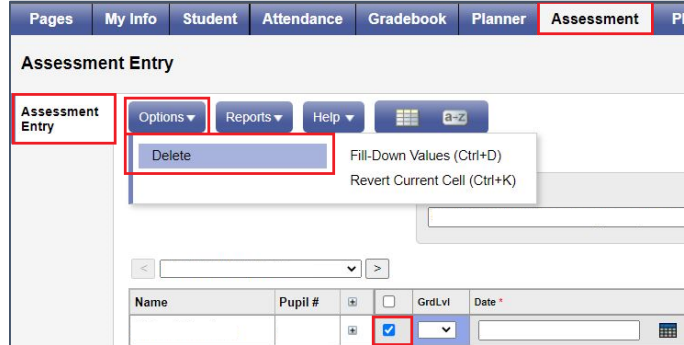 Pages My Info Student Attendance Gradebook Planner Assessment
Assessment Entry
Assessment
Entry
Options ▾ Reports ▾ Help ▾ a-z
Delete Fill-Down Values (Ctrl+D)
Revert Current Cell (Ctrl+K)
< >
Name Pupil # GrdLvl Date *